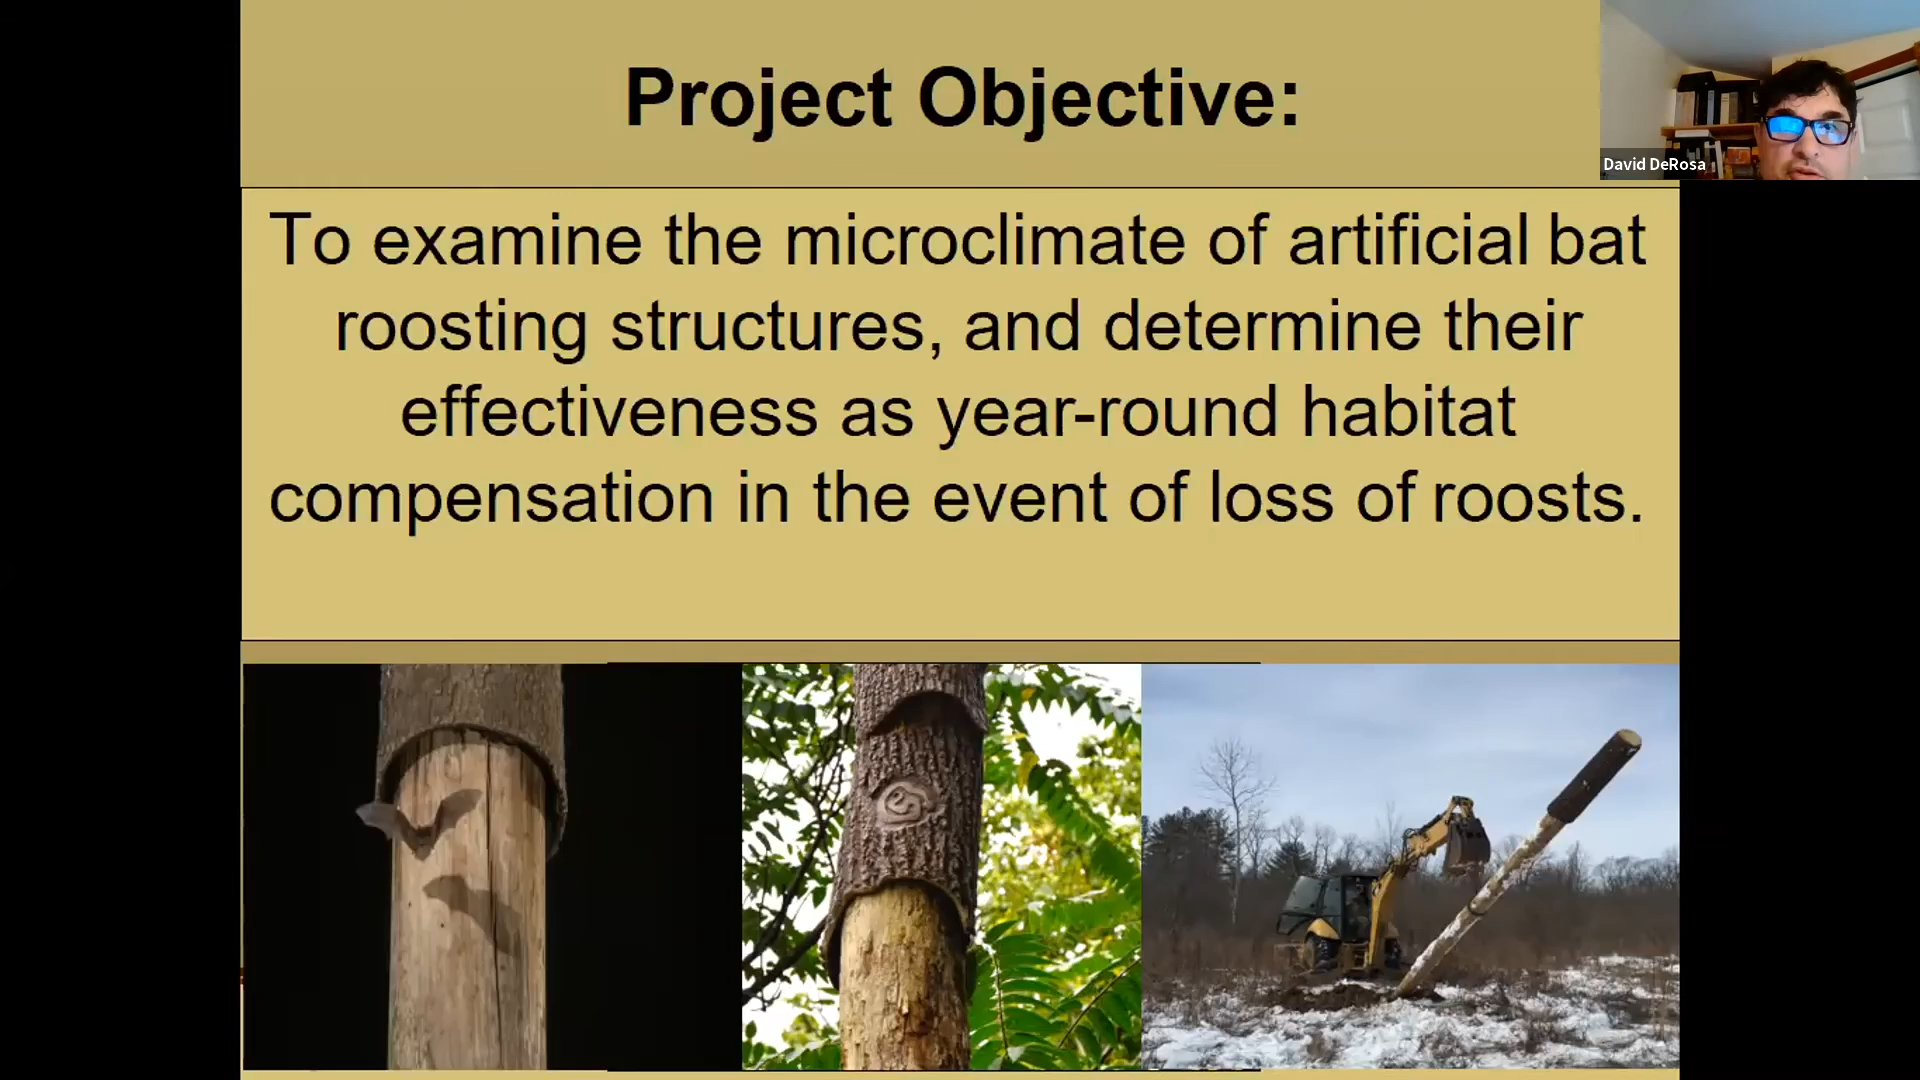 Project Objective:
David DeRosa
To examine the microclimate of artificial bat
roosting structures, and determine their
effectiveness as year-round habitat
compensation in the event of loss of roosts.